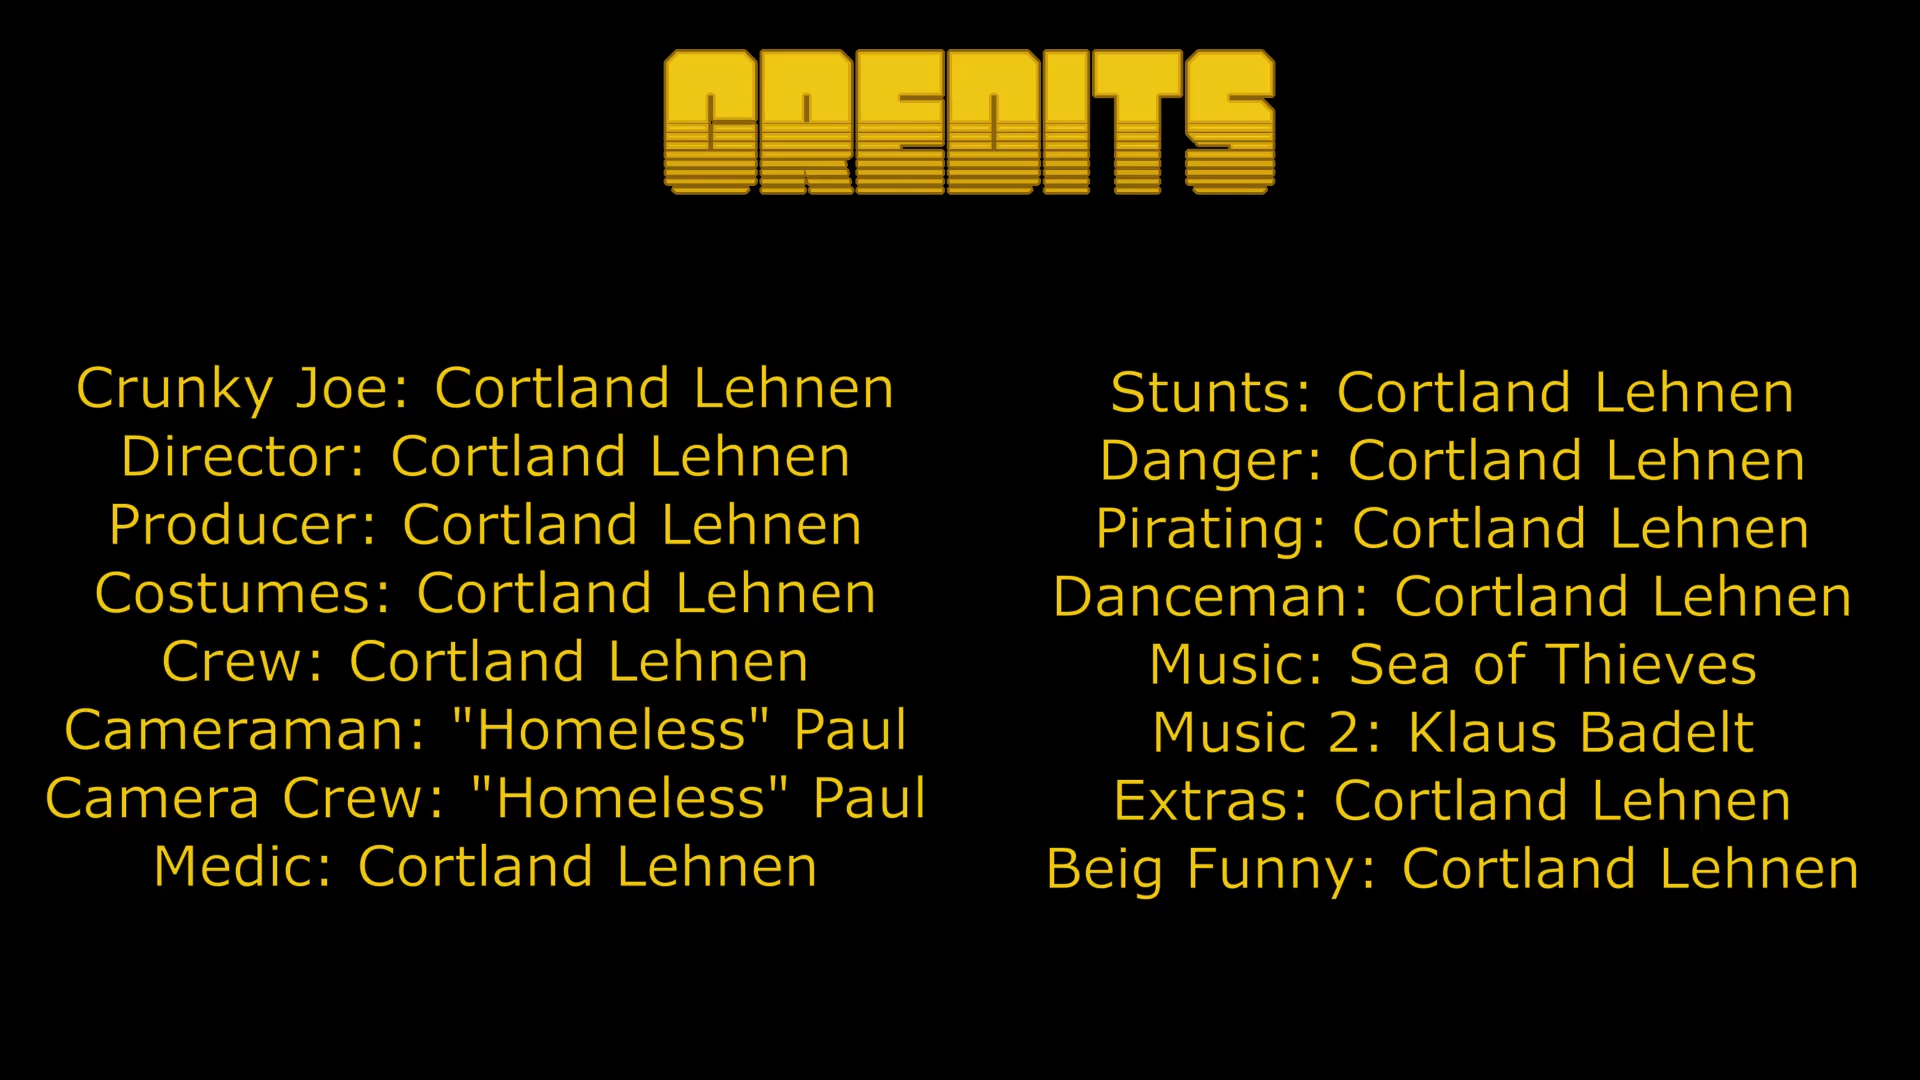 CREDITS
Crunky Joe: Cortland Lehnen
Director: Cortland Lehnen
Producer: Cortland Lehnen
Costumes: Cortland Lehnen
Crew: Cortland Lehnen
Cameraman: "Homeless" Paul
Camera Crew: "Homeless" Paul
Medic: Cortland Lehnen
Stunts: Cortland Lehnen
Danger: Cortland Lehnen
Pirating: Cortland Lehnen
Danceman: Cortland Lehnen
Music: Sea of Thieves
Music 2: Klaus Badelt
Extras: Cortland Lehnen
Beig Funny: Cortland Lehnen